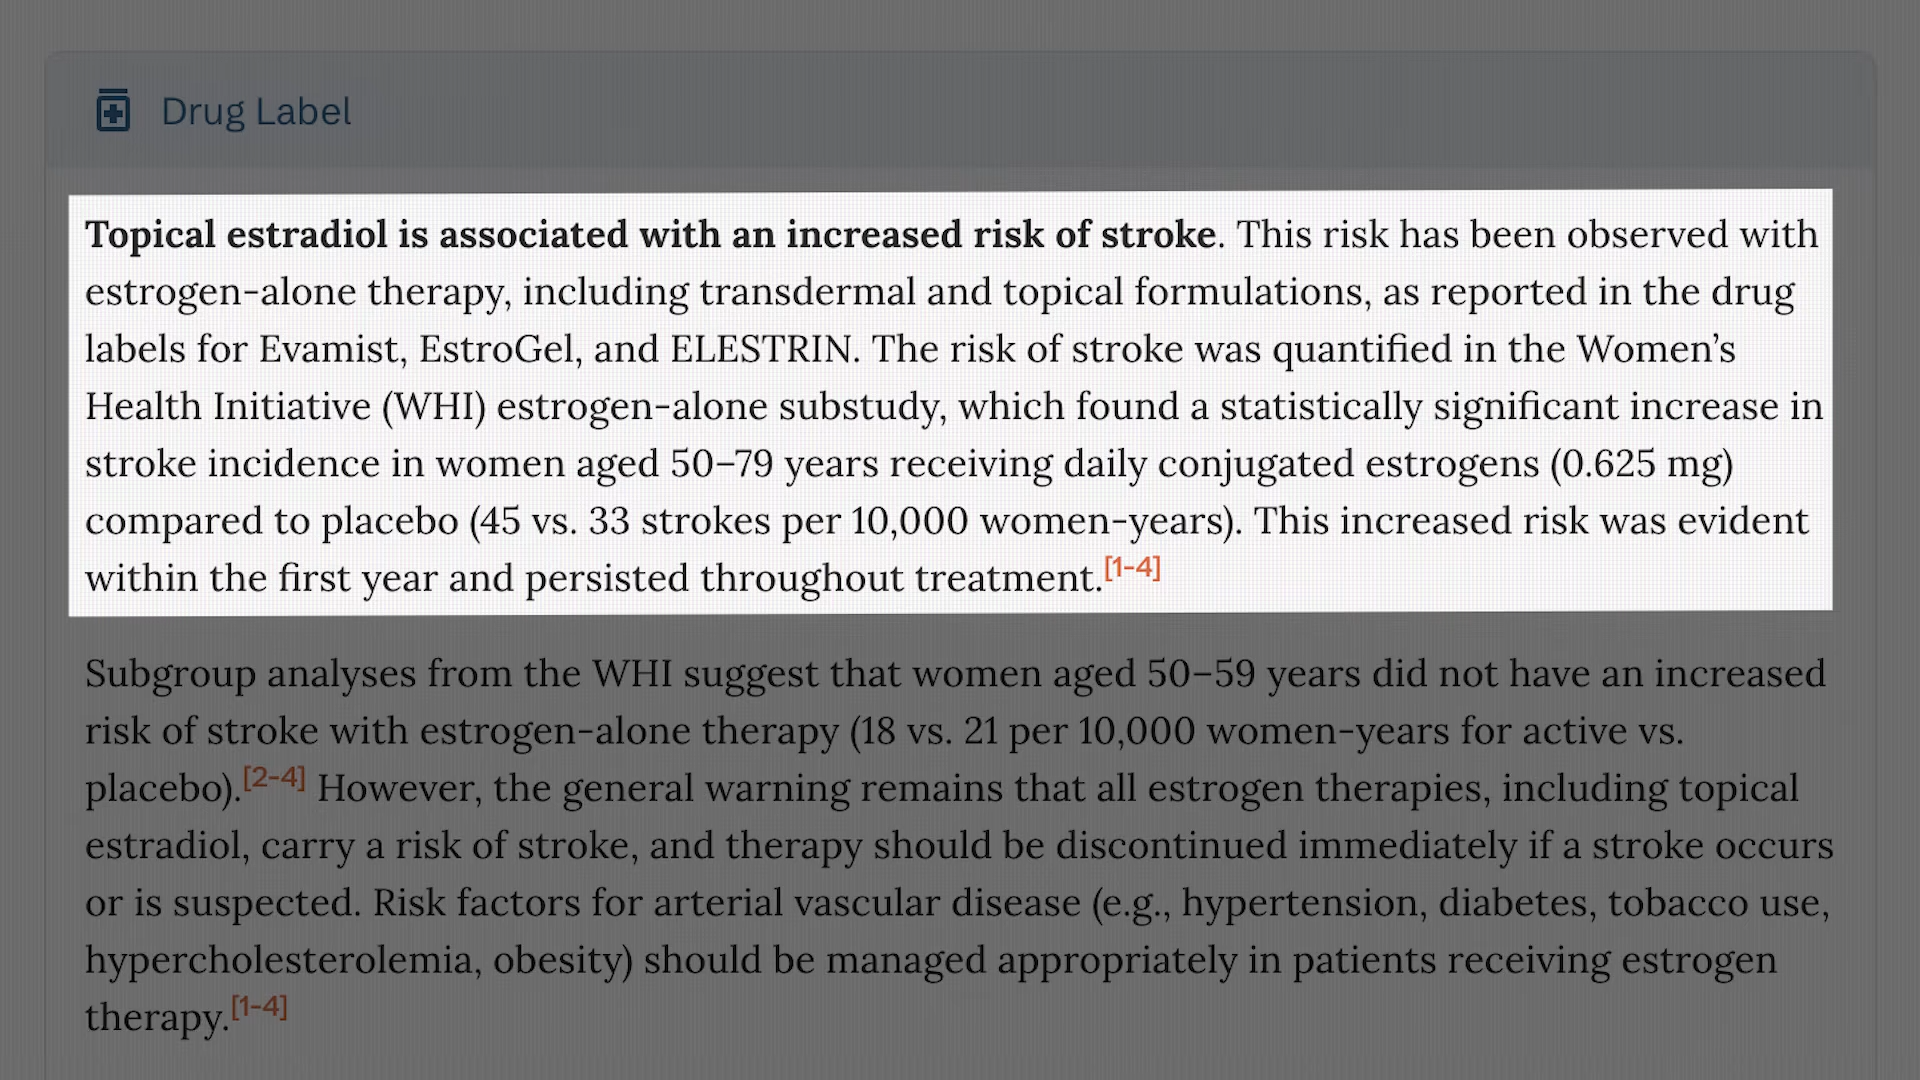 Drug Label
Topical estradiol is associated with an increased risk of stroke. This risk has been observed with
estrogen-alone therapy, including transdermal and topical formulations, as reported in the drug
labels for Evamist, EstroGel, and ELESTRIN. The risk of stroke was quantified in the Women’s
Health Initiative (WHI) estrogen-alone substudy, which found a statistically significant increase in
stroke incidence in women aged 50–79 years receiving daily conjugated estrogens (0.625 mg)
compared to placebo (45 vs. 33 strokes per 10,000 women-years). This increased risk was evident
within the first year and persisted throughout treatment.[1-4]
Subgroup analyses from the WHI suggest that women aged 50–59 years did not have an increased
risk of stroke with estrogen-alone therapy (18 vs. 21 per 10,000 women-years for active vs.
placebo).[2-4] However, the general warning remains that all estrogen therapies, including topical
estradiol, carry a risk of stroke, and therapy should be discontinued immediately if a stroke occurs
or is suspected. Risk factors for arterial vascular disease (e.g., hypertension, diabetes, tobacco use,
hypercholesterolemia, obesity) should be managed appropriately in patients receiving estrogen
therapy.[1-4]